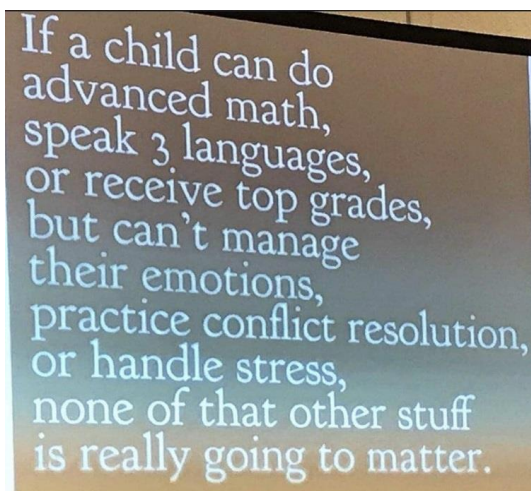 If a child can do
advanced math,
speak 3 languages,
or receive top grades,
but can't manage
their emotions,
practice conflict resolution,
or handle stress,
none of that other stuff
is really going to matter.